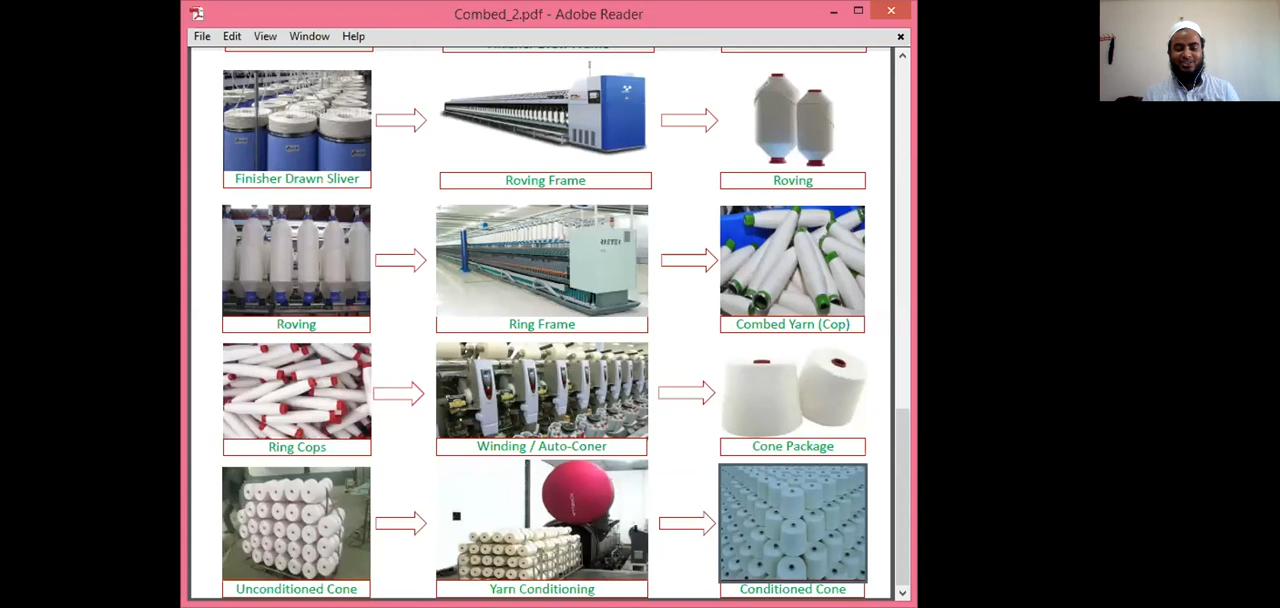 Combed_2.pdf - Adobe Reader
File Edit View Window Help
Finisher Drawn Sliver
Roving Frame
Roving
Roving
Ring Frame
Combed Yarn (Cop)
Ring Cops
Winding / Auto-Coner
Cone Package
Unconditioned Cone
Yarn Conditioning
Conditioned Cone